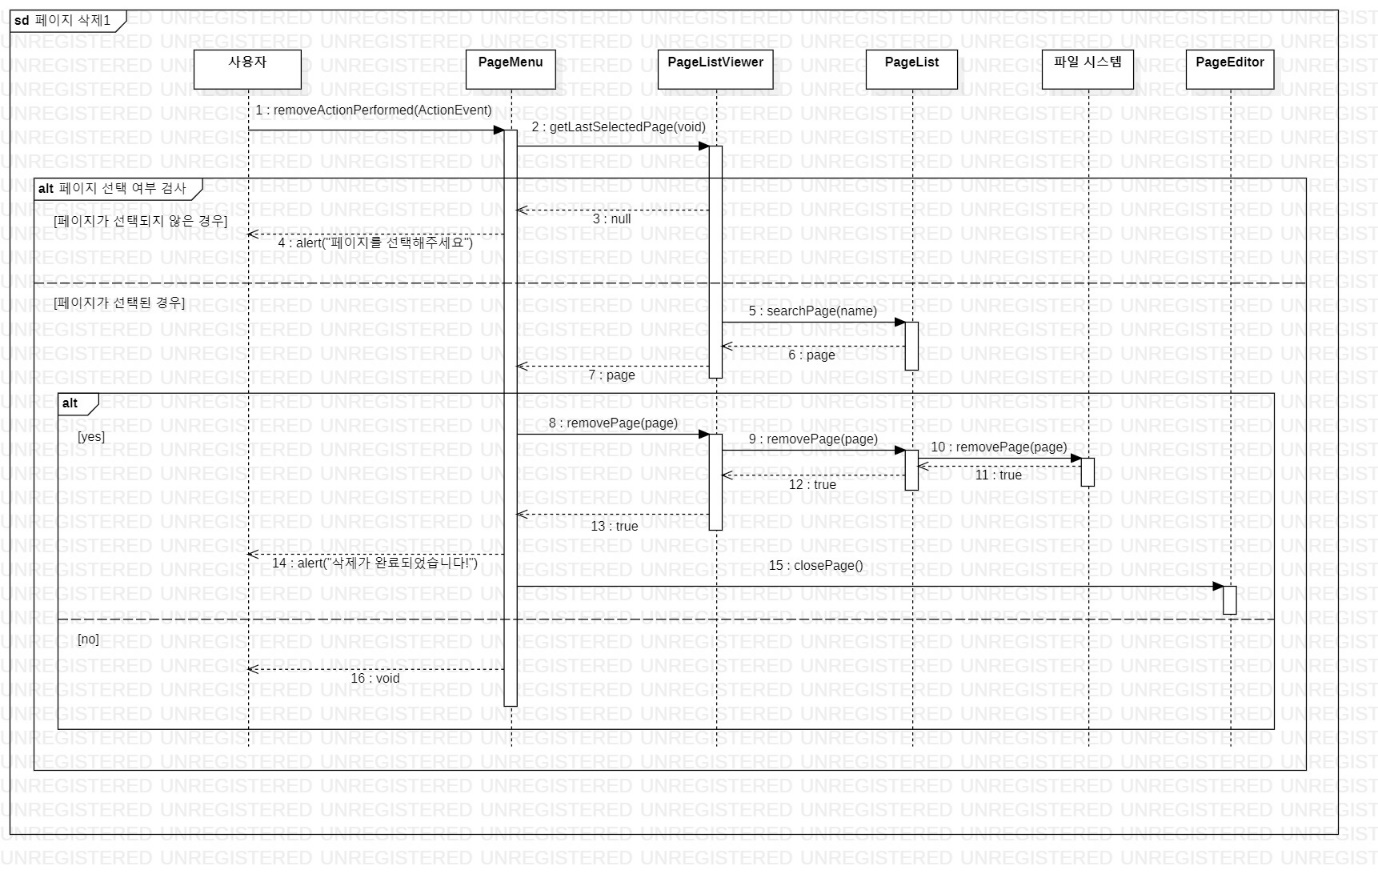 sd 페이지 삭제1
사용자
PageMenu
PageListViewer
PageList
파일 시스템
PageEditor
1 : removeActionPerformed(ActionEvent)
2 : getLastSelectedPage(void)
alt 페이지 선택 여부 검사
[페이지가 선택되지 않은 경우]
3 : null
4 : alert("페이지를 선택해주세요")
[페이지가 선택된 경우]
5 : searchPage(name)
6 : page
7 : page
alt
[yes]
8 : removePage(page)
9 : removePage(page)
10 : removePage(page)
11 : true
12 : true
13 : true
14 : alert("삭제가 완료되었습니다!")
15 : closePage()
[no]
16 : void
UNREGISTERED